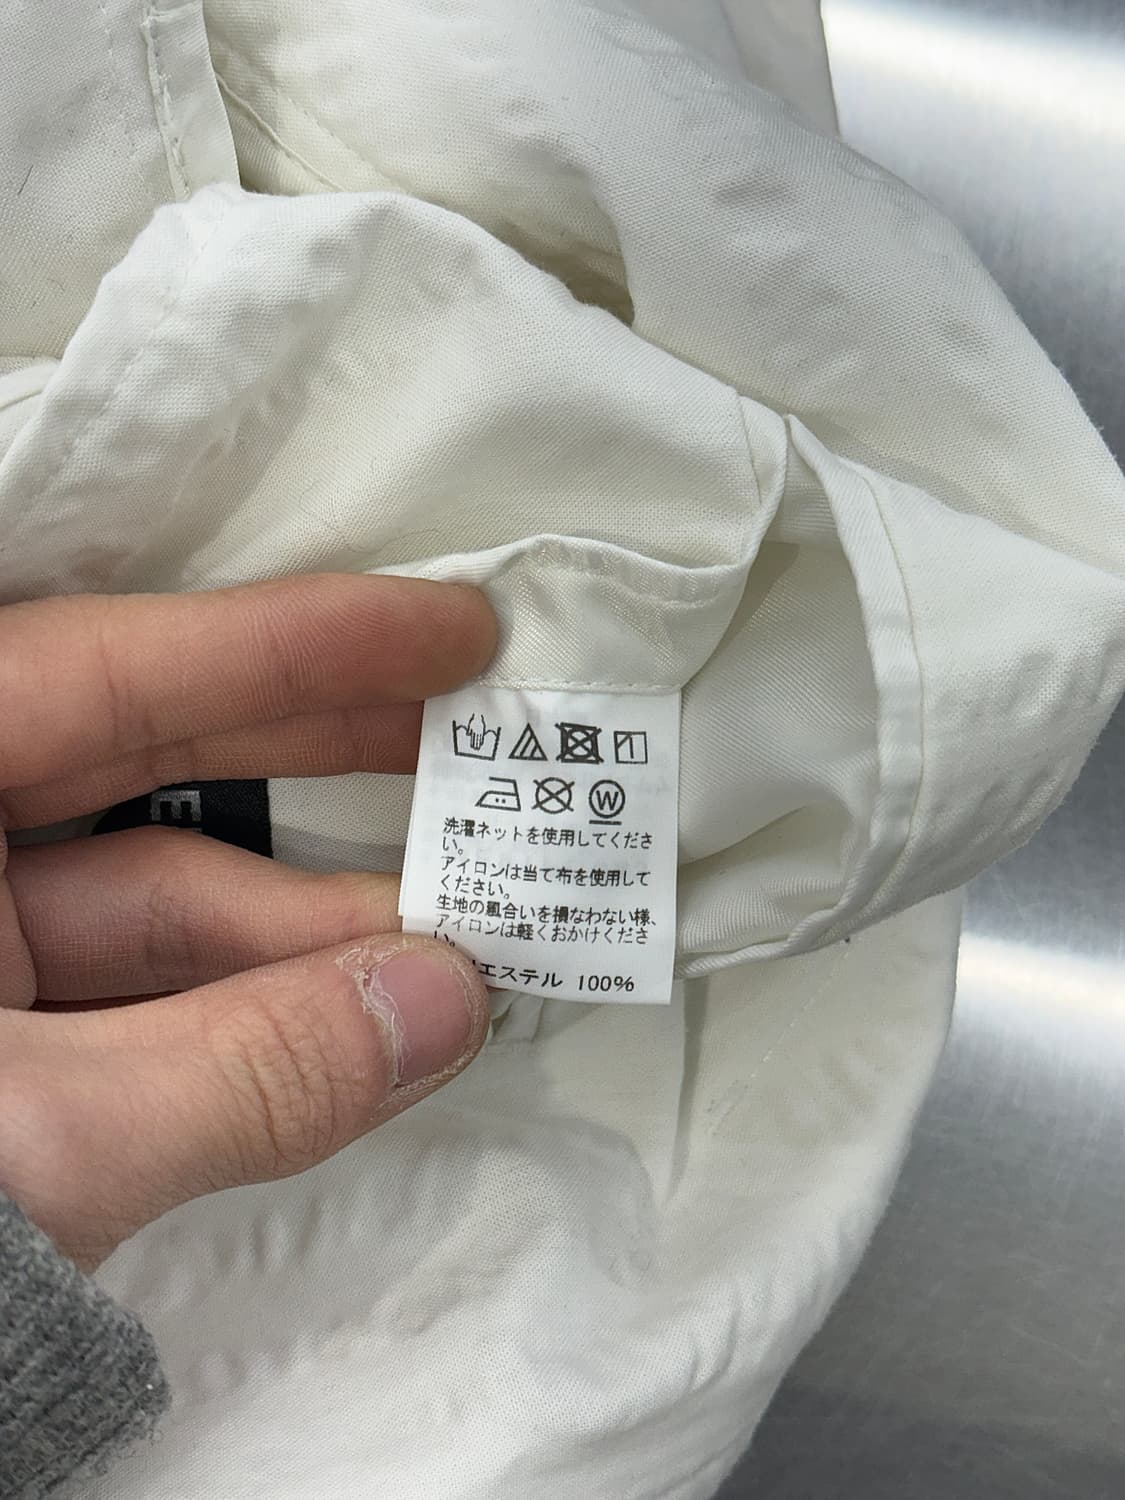 W
洗濯ネットを使用してくださ
い。
アイロンは当て布を使用して
ください。
生地の風合いを損なわない様、
アイロンは軽くおかけくださ
い。
エステル 100%